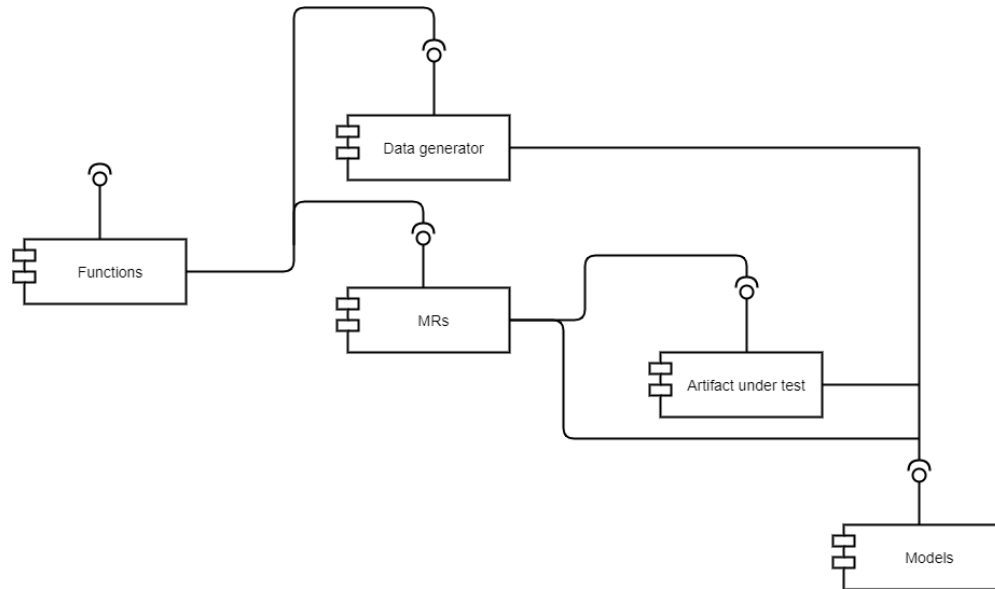 Data generator
Functions
MRs
Artifact under test
Models